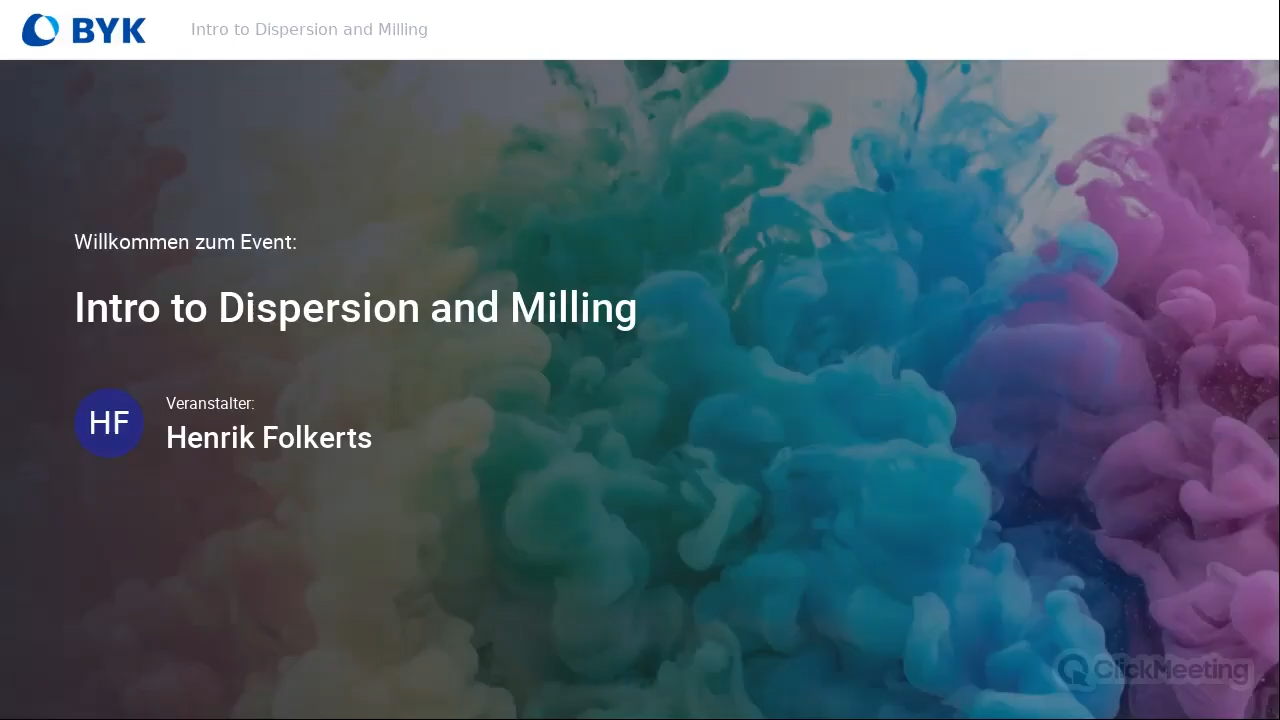 BYK
Intro to Dispersion and Milling
Willkommen zum Event:
Intro to Dispersion and Milling
HF
Veranstalter:
Henrik Folkerts
ClickMeeting